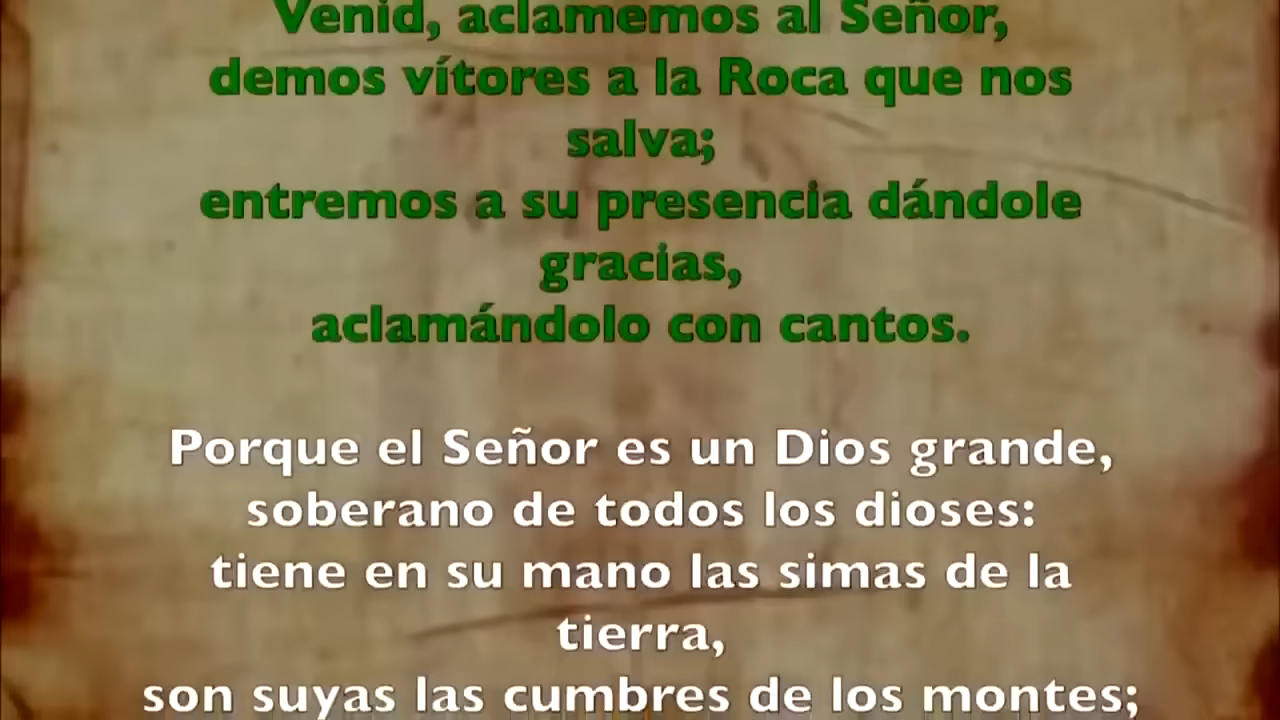 Venid, aclamemos al Señor,
demos vítores a la Roca que nos
salva;
entremos a su presencia dándole
gracias,
aclamándolo con cantos.
Porque el Señor es un Dios grande,
soberano de todos los dioses:
tiene en su mano las simas de la
tierra,
son suyas las cumbres de los montes;